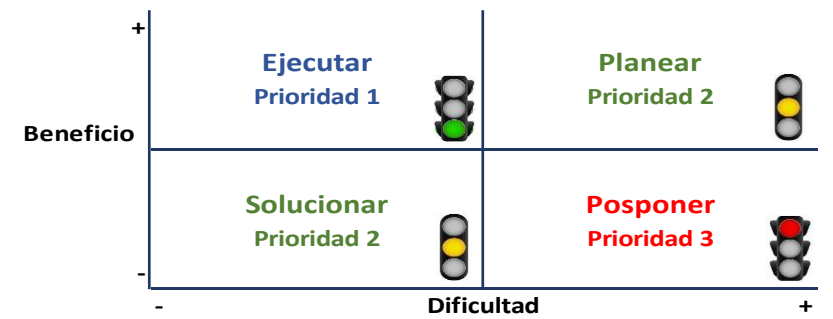 +
Ejecutar
Prioridad 1
Planear
Prioridad 2
Beneficio
Solucionar
Prioridad 2
Posponer
Prioridad 3
-
-
Dificultad
+